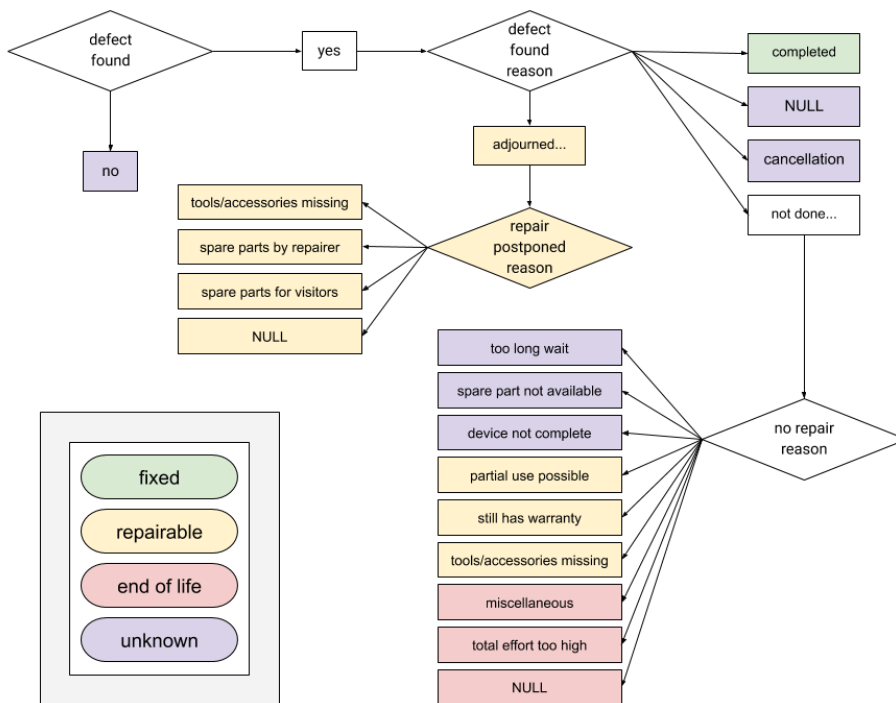 defect
found
yes
defect
found
reason
completed
NULL
cancellation
not done...
no
adjourned...
repair
postponed
reason
tools/accessories missing
spare parts by repairer
spare parts for visitors
NULL
no repair
reason
too long wait
spare part not available
device not complete
partial use possible
still has warranty
tools/accessories missing
miscellaneous
total effort too high
NULL
fixed
repairable
end of life
unknown